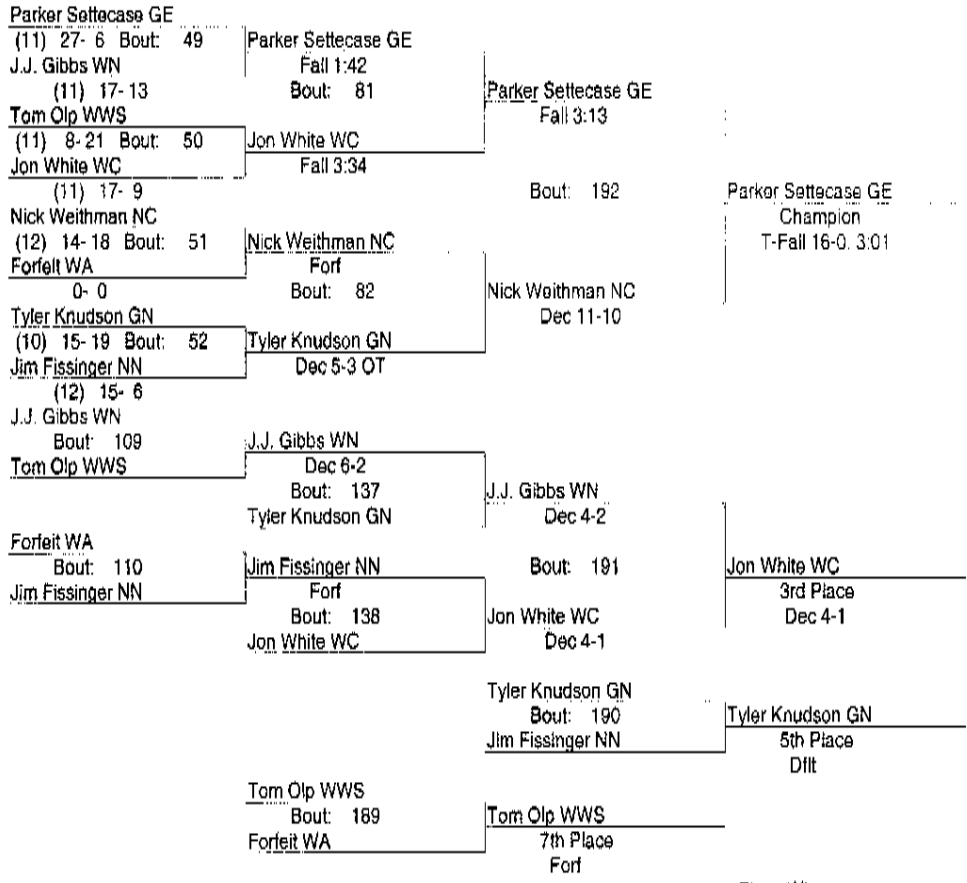 Parker Settecase GE
(11) 27- 6 Bout: 49 Parker Settecase GE
J.J. Gibbs WN Fall 1:42
(11) 17-13 Bout: 81 Parker Settecase GE
Tom Olp WWS Fall 3:13
(11) 8-21 Bout: 50 Jon White WC
Jon White WC Fall 3:34
(11) 17- 9 Bout: 192 Parker Settecase GE
Nick Weithman NC Champion
(12) 14-18 Bout: 51 Nick Weithman NC T-Fall 16-0. 3:01
Forfeit WA Forf
0- 0 Bout: 82 Nick Weithman NC
Tyler Knudson GN Dec 11-10
(10) 15-19 Bout: 52 Tyler Knudson GN
Jim Fissinger NN Dec 5-3 OT
(12) 15- 6
J.J. Gibbs WN
Bout: 109 J.J. Gibbs WN
Tom Olp WWS Dec 6-2
Bout: 137 J.J. Gibbs WN
Tyler Knudson GN Dec 4-2
Forfeit WA
Bout: 110 Jim Fissinger NN Bout: 191 Jon White WC
Jim Fissinger NN Forf 3rd Place
Bout: 138 Jon White WC Dec 4-1
Jon White WC Dec 4-1
Tyler Knudson GN
Bout: 190 Tyler Knudson GN
Jim Fissinger NN 5th Place
Dflt
Tom Olp WWS
Bout: 189 Tom Olp WWS
Forfeit WA 7th Place
Forf